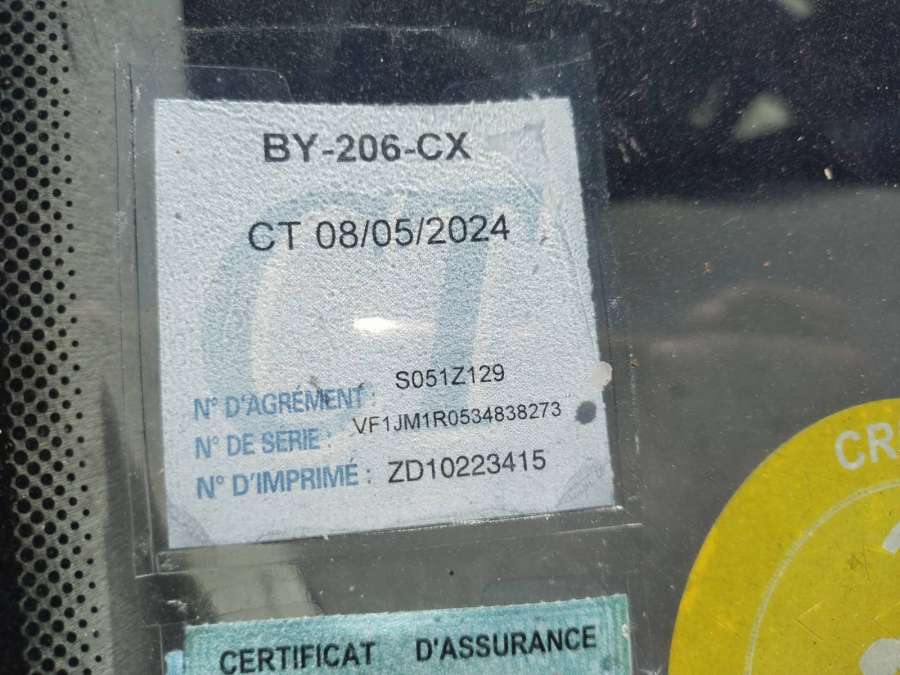 BY-206-CX
CT 08/05/2024
N° D'AGRÉMENT : S051Z129
N° DE SERIE : VF1JM1R0534838273
N° D'IMPRIMÉ : ZD10223415
CERTIFICAT D'ASSURANCE
CR